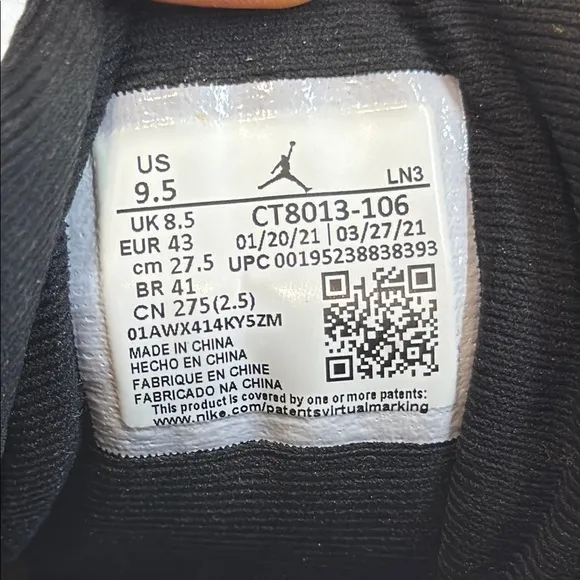 US
9.5
LN3
UK 8.5
EUR 43
cm 27.5
BR 41
CN 275(2.5)
CT8013-106
01/20/21 | 03/27/21
UPC 00195238838393
01AWX414KY5ZM
MADE IN CHINA
HECHO EN CHINA
FABRIQUE EN CHINE
FABRICADO NA CHINA
This product is covered by one or more patents:
www.nike.com/patentsvirtualmarking